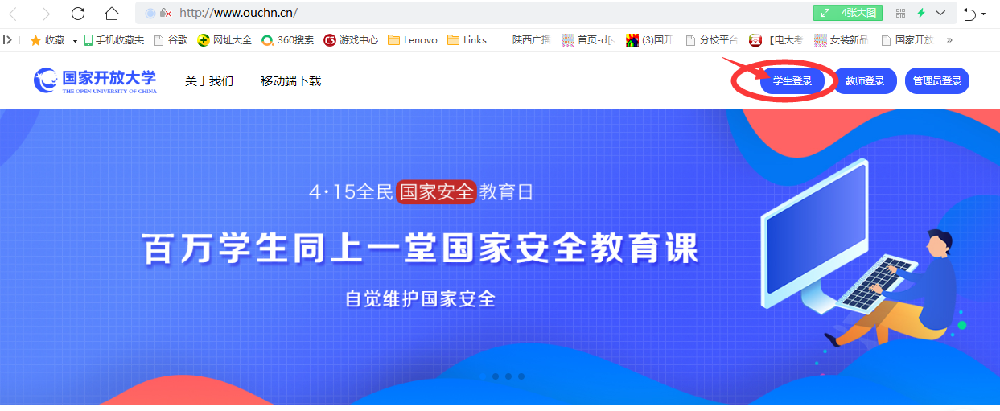 http://www.ouchn.cn/
4张大图
收藏 手机收藏夹 谷歌 网址大全 360搜索 游戏中心 Lenovo Links 陕西广播 首页-d[s (3)国开 分校平台 【电大考 女装新品 国家开放 »
国家开放大学
THE OPEN UNIVERSITY OF CHINA
关于我们 移动端下载 学生登录 教师登录 管理员登录
4·15全民国家安全教育日
百万学生同上一堂国家安全教育课
自觉维护国家安全